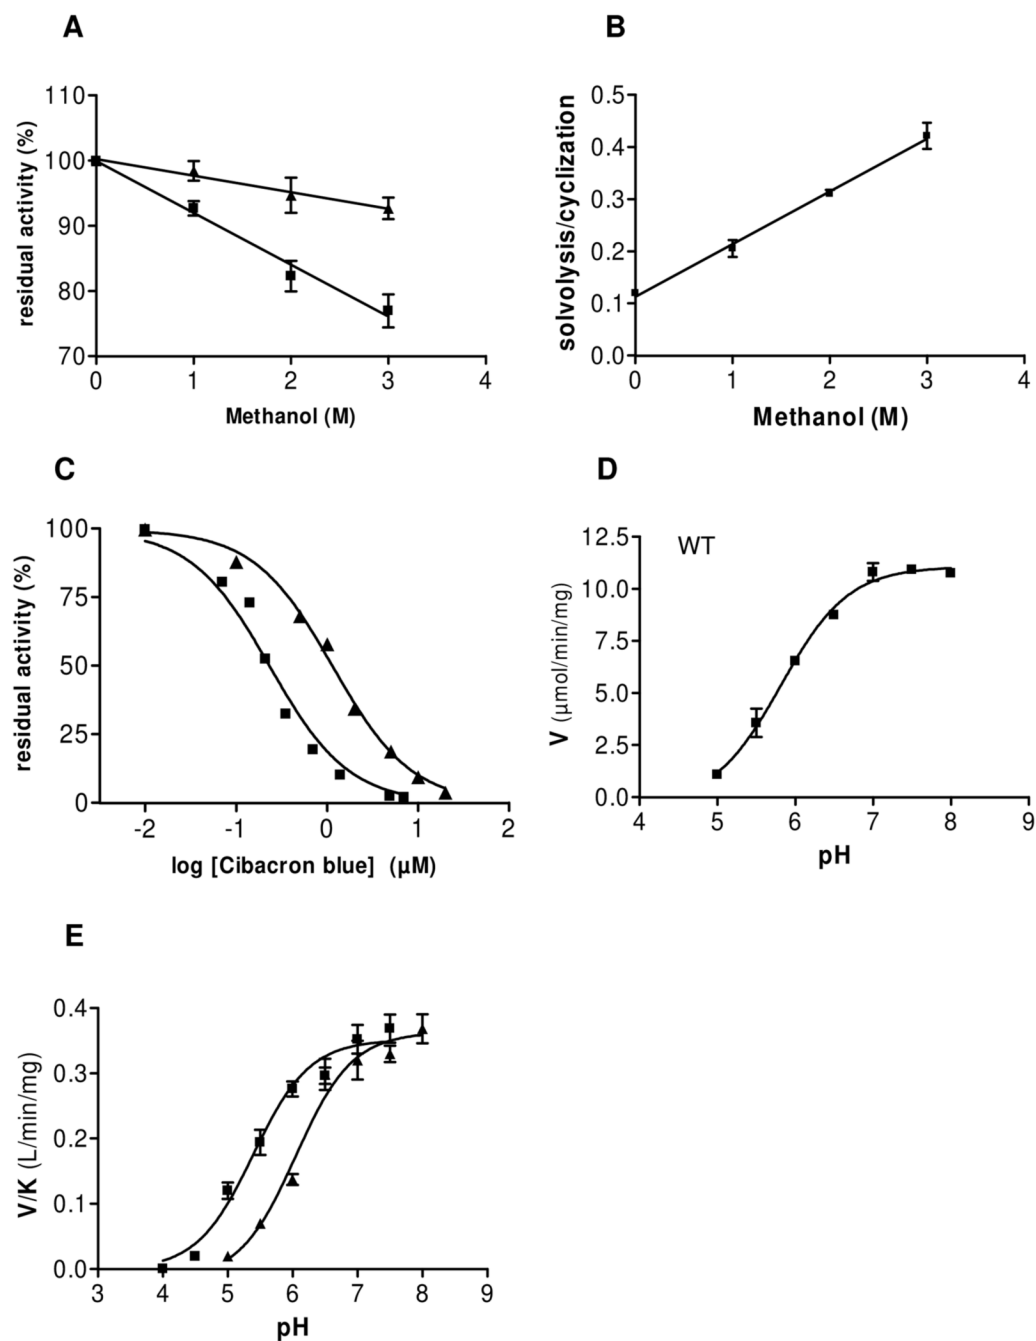 A
110
100
90
80
70
residual activity (%)
0 1 2 3 4
Methanol (M)
B
0.5
0.4
0.3
0.2
0.1
0.0
solvolysis/cyclization
0 1 2 3 4
Methanol (M)
C
100
75
50
25
0
residual activity (%)
-2 -1 0 1 2
log [Cibacron blue] (µM)
D
WT
12.5
10.0
7.5
5.0
2.5
0.0
V (µmol/min/mg)
4 5 6 7 8 9
pH
E
0.4
0.3
0.2
0.1
0.0
V/K (L/min/mg)
3 4 5 6 7 8 9
pH